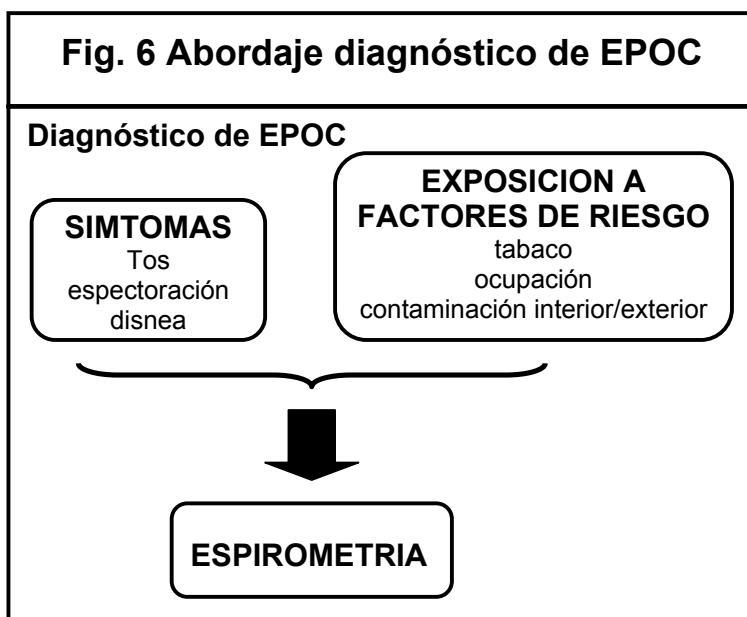 Fig. 6 Abordaje diagnóstico de EPOC
Diagnóstico de EPOC
SIMTOMAS
Tos
espectoración
disnea
EXPOSICION A
FACTORES DE RIESGO
tabaco
ocupación
contaminación interior/exterior
ESPIROMETRIA